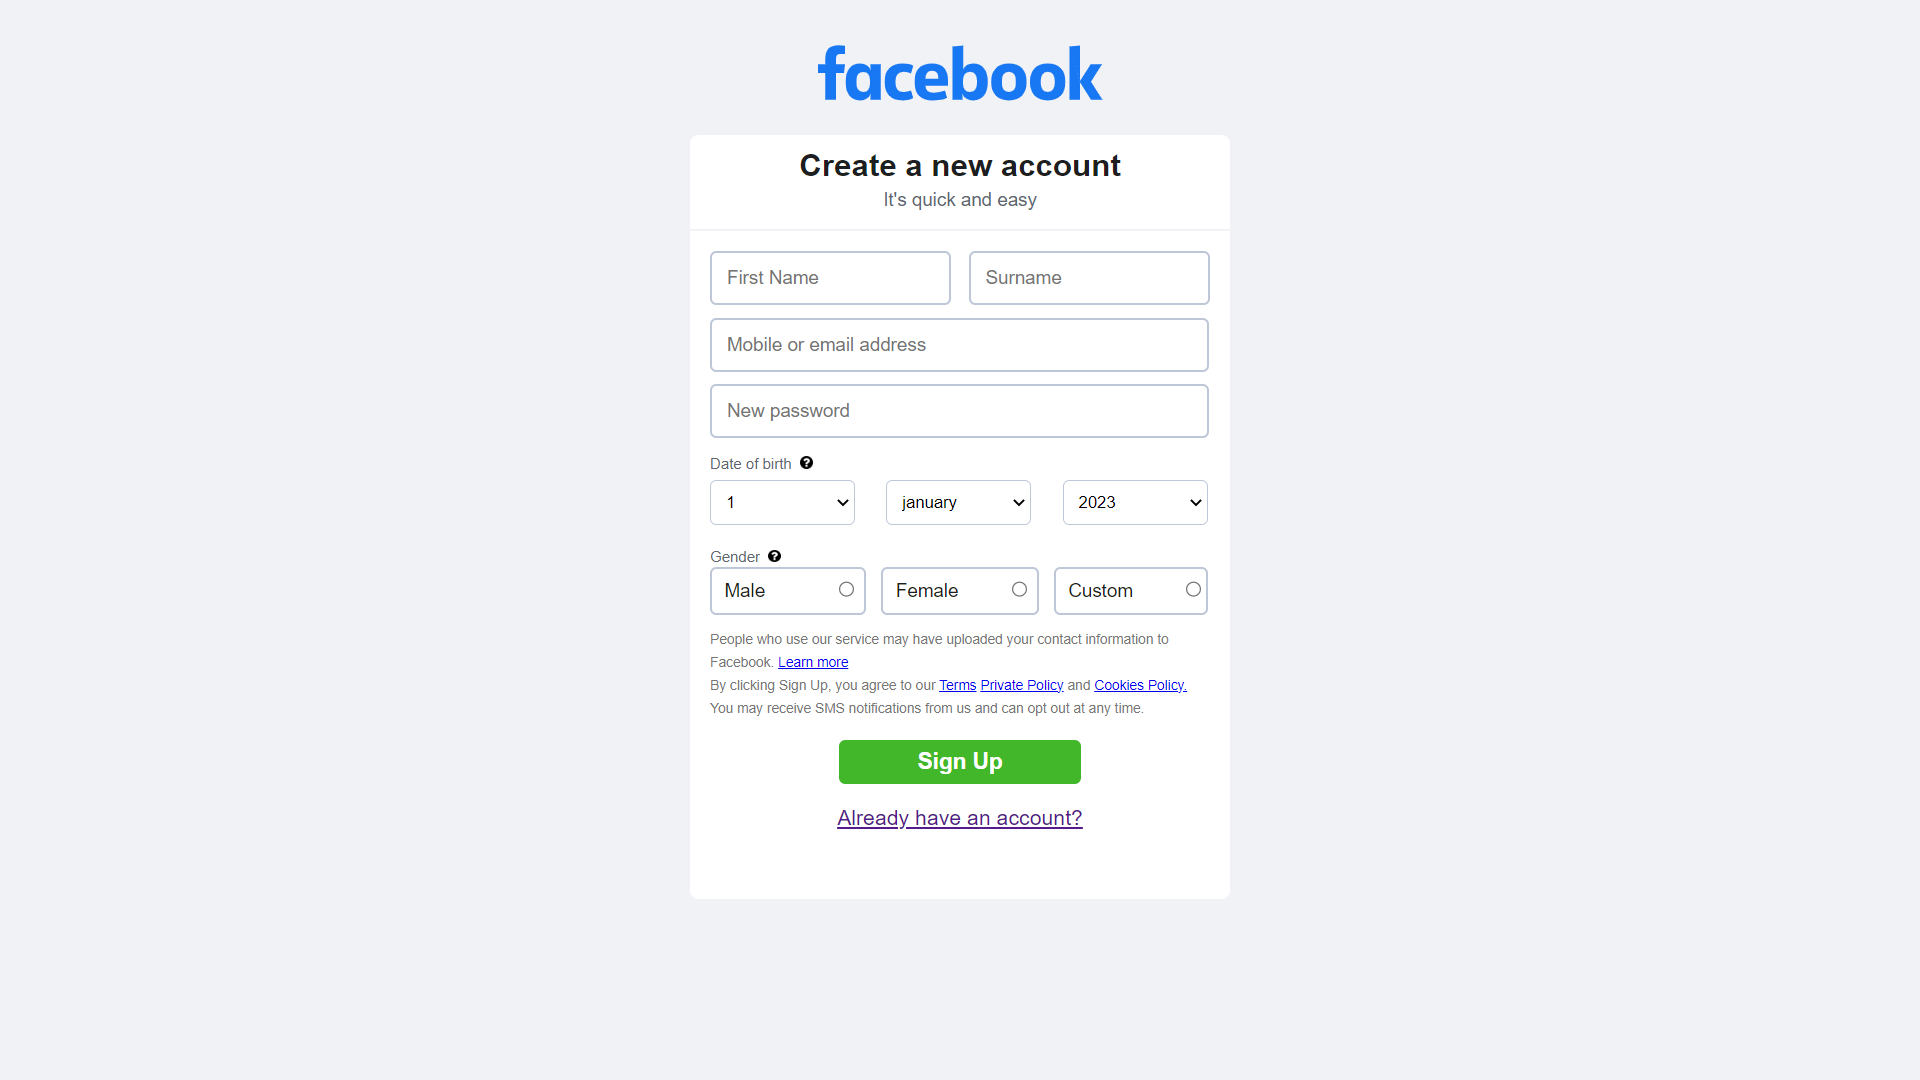 facebook
Create a new account
It's quick and easy
First Name
Surname
Mobile or email address
New password
Date of birth ?
1
january
2023
Gender ?
Male
Female
Custom
People who use our service may have uploaded your contact information to
Facebook. Learn more
By clicking Sign Up, you agree to our Terms Private Policy and Cookies Policy.
You may receive SMS notifications from us and can opt out at any time.
Sign Up
Already have an account?